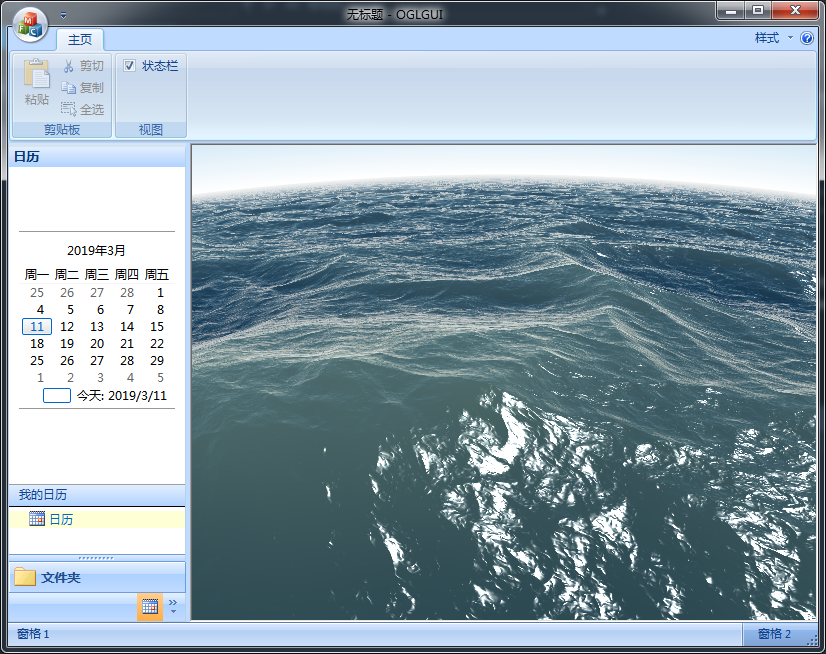 无标题 - OGLGUI
主页
样式
粘贴
剪切
复制
全选
剪贴板
状态栏
视图
日历
2019年3月
周一 周二 周三 周四 周五
25 26 27 28 1
4 5 6 7 8
11 12 13 14 15
18 19 20 21 22
25 26 27 28 29
1 2 3 4 5
今天: 2019/3/11
我的日历
日历
文件夹
窗格 1
窗格 2